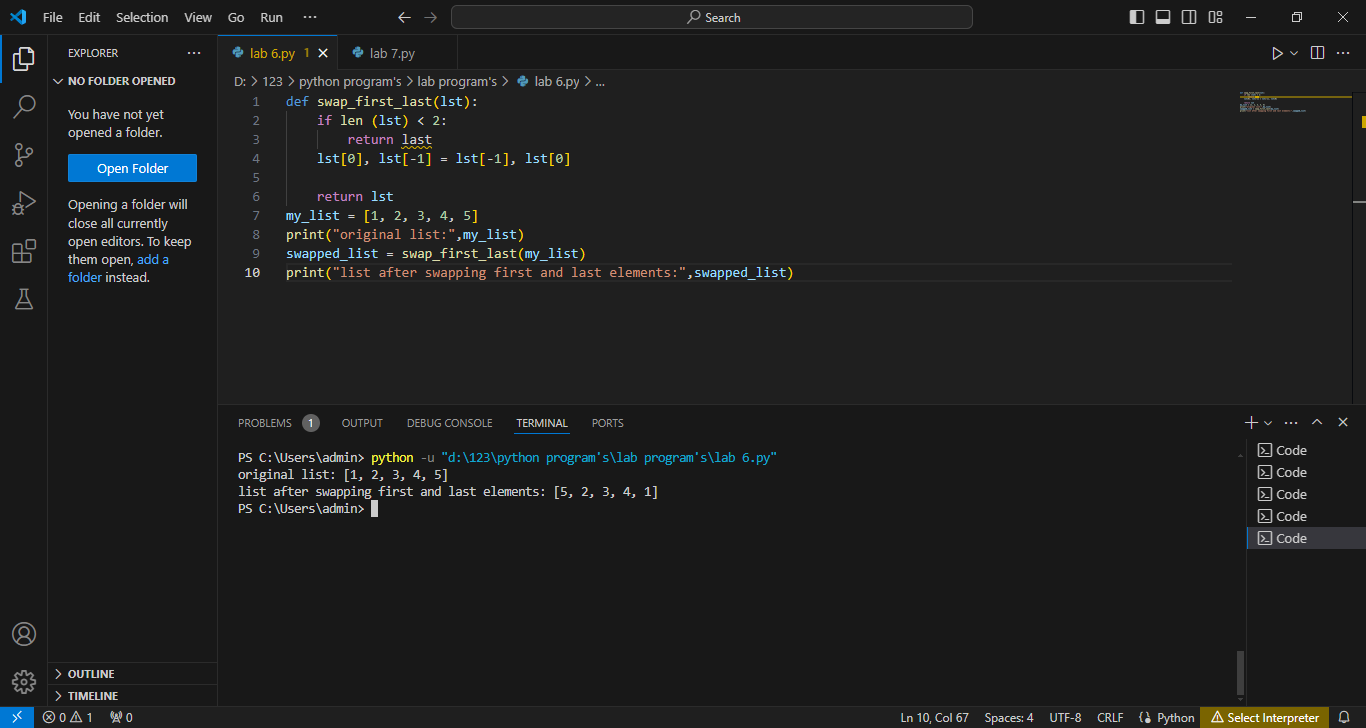 File Edit Selection View Go Run ··· Search
EXPLORER ···
NO FOLDER OPENED
You have not yet
opened a folder.
Open Folder
Opening a folder will
close all currently
open editors. To keep
them open, add a
folder instead.
OUTLINE
TIMELINE
lab 6.py 1 lab 7.py
D: > 123 > python program's > lab program's > lab 6.py > ...
1 def swap_first_last(lst):
2 if len (lst) < 2:
3 return last
4 lst[0], lst[-1] = lst[-1], lst[0]
5
6 return lst
7 my_list = [1, 2, 3, 4, 5]
8 print("original list:",my_list)
9 swapped_list = swap_first_last(my_list)
10 print("list after swapping first and last elements:",swapped_list)
PROBLEMS 1 OUTPUT DEBUG CONSOLE TERMINAL PORTS
PS C:\Users\admin> python -u "d:\123\python program's\lab program's\lab 6.py"
original list: [1, 2, 3, 4, 5]
list after swapping first and last elements: [5, 2, 3, 4, 1]
PS C:\Users\admin>
Code
Code
Code
Code
Code
0 1 0 Ln 10, Col 67 Spaces: 4 UTF-8 CRLF Python Select Interpreter